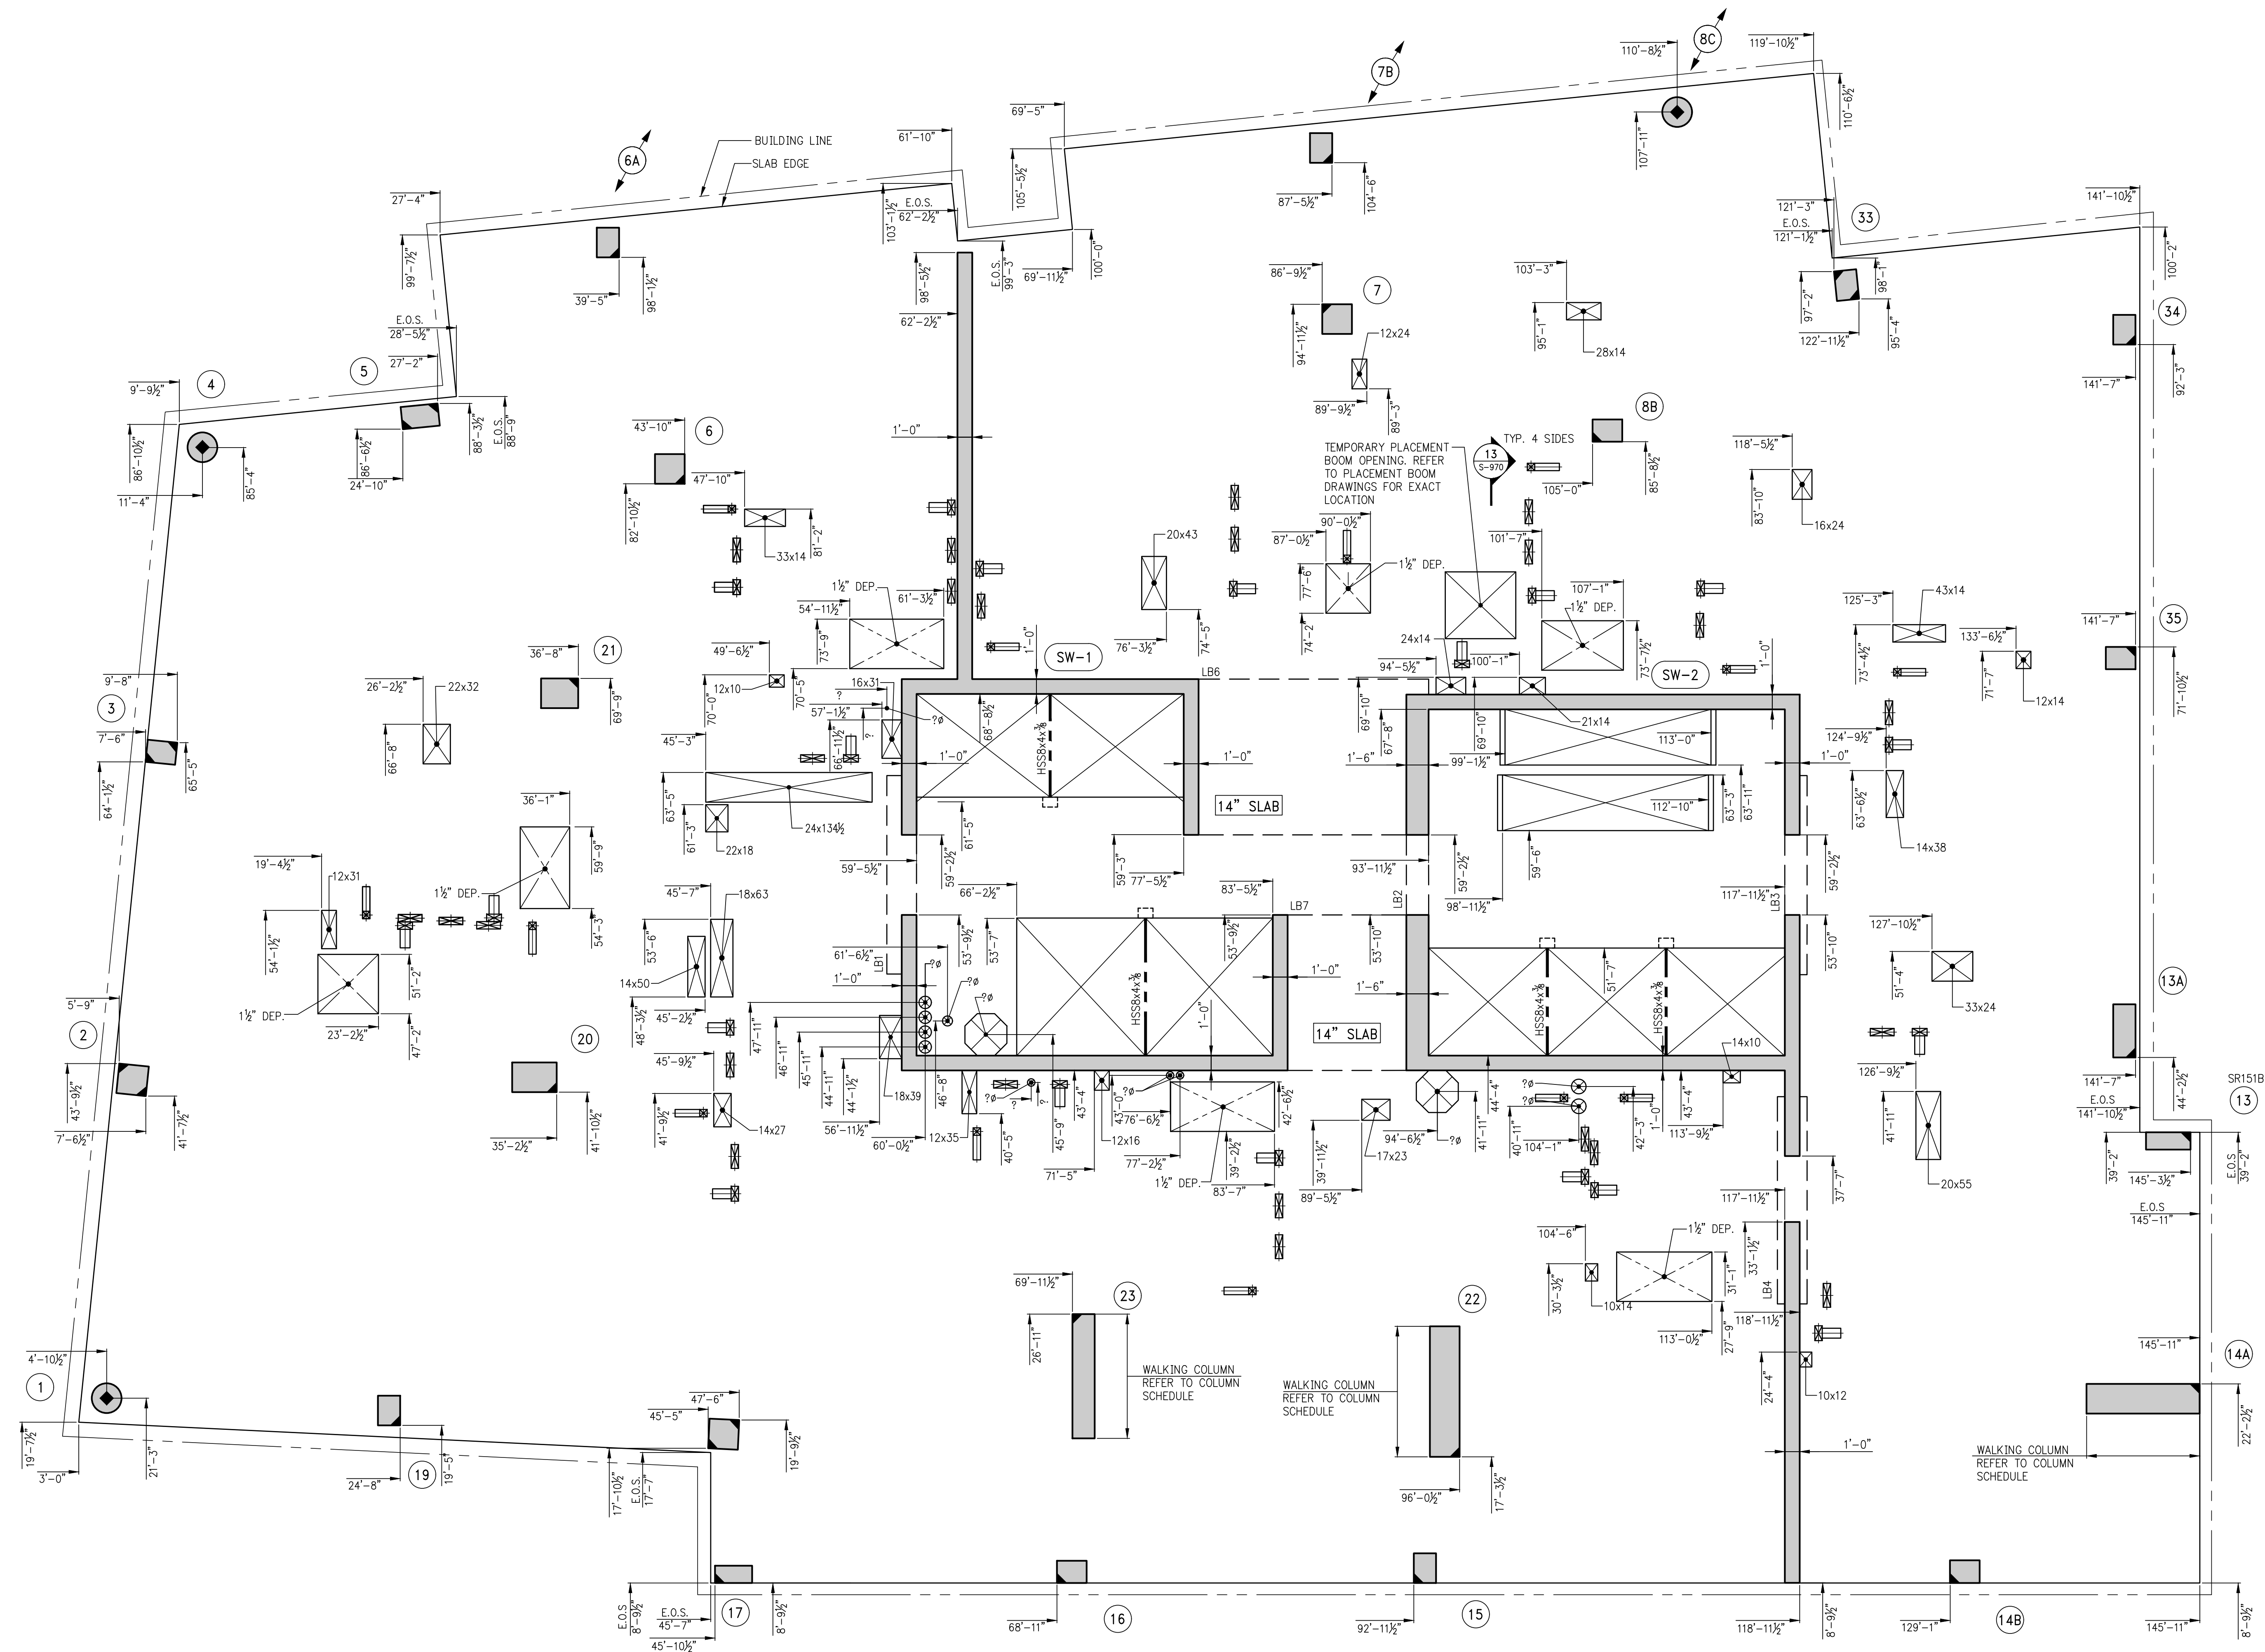 8C
119'-10½"
110'-8½"
7B
110'-6½"
69'-5"
107'-11"
61'-10"
BUILDING LINE
SLAB EDGE
6A
105'-5½"
104'-6"
87'-5½"
27'-4"
103'-1½"
E.O.S.
62'-2½"
141'-10½"
121'-3"
33
E.O.S.
121'-1½"
99'-7½"
98'-1½"
39'-5"
98'-5½"
E.O.S.
99'-3"
69'-11½"
100'-0"
98'-1"
100'-2"
86'-9½"
7
103'-3"
97'-2"
122'-11½"
95'-4"
34
E.O.S.
28'-5½"
62'-2½"
94'-11½"
12x24
95'-1"
28x14
27'-2"
5
4
9'-9½"
89'-9½"
89'-3"
141'-7"
92'-3"
86'-10½"
86'-6½"
24'-10"
88'-3½"
E.O.S.
88'-9"
43'-10"
6
1'-0"
8B
11'-4"
85'-4"
TYP. 4 SIDES
13
S-970
TEMPORARY PLACEMENT
BOOM OPENING. REFER
TO PLACEMENT BOOM
DRAWINGS FOR EXACT
LOCATION
105'-0"
85'-8½"
118'-5½"
83'-10"
16x24
47'-10"
82'-10½"
33x14
81'-2"
20x43
90'-0½"
87'-0½"
101'-7"
1½" DEP.
77'-6"
74'-2"
107'-1"
1½" DEP.
73'-7½"
1½" DEP.
61'-3½"
54'-11½"
73'-9"
70'-5"
76'-3½"
74'-5"
125'-3"
43x14
133'-6½"
73'-4½"
71'-7"
12x14
141'-7"
35
71'-10½"
36'-8"
21
69'-9"
49'-6½"
12x10
70'-0"
1'-0"
SW-1
LB6
24x14
94'-5½"
100'-1"
SW-2
1'-0"
16x31
?
57'-1½"
?ø
?
66'-11½"
68'-8½"
69'-10"
67'-8"
69'-10"
21x14
9'-8"
3
7'-6"
64'-1½"
65'-5"
26'-2½"
22x32
66'-8"
45'-3"
63'-5"
61'-3"
24x134½
22x18
1'-0"
HSS8x4x⅜
1'-0"
14" SLAB
61'-5"
1'-6"
99'-1½"
113'-0"
112'-10"
63'-3"
63'-11"
1'-0"
124'-9½"
63'-6½"
14x38
36'-1"
59'-9"
54'-3"
1½" DEP.
19'-4½"
12x31
54'-1½"
59'-5½"
59'-2½"
59'-3"
77'-5½"
93'-11½"
59'-2½"
98'-11½"
59'-6"
117'-11½"
59'-2½"
66'-2½"
83'-5½"
LB7
LB2
LB3
45'-7"
18x63
53'-6"
14x50
48'-3½"
45'-2½"
61'-6½"
LB1
53'-9½"
53'-7"
53'-9½"
1'-0"
53'-10"
51'-7"
53'-10"
127'-10½"
51'-4"
33x24
51'-2"
47'-2"
23'-2½"
1½" DEP.
1'-0"
?ø
?ø
?ø
HSS8x4x⅜
1'-0"
1'-6"
HSS8x4x⅜
HSS8x4x⅜
13A
5'-9"
2
43'-9½"
7'-6½"
41'-7½"
20
35'-2½"
41'-10½"
45'-9½"
41'-9½"
14x27
47'-11"
46'-11"
45'-11"
44'-11"
44'-1½"
56'-11½"
60'-0½"
18x39
46'-8"
12x35
40'-5"
?ø
?
45'-9"
43'-4"
71'-5"
12x16
?ø
42'-0"
76'-6½"
77'-2½"
39'-2½"
1½" DEP.
83'-7"
42'-6½"
14" SLAB
39'-11½"
89'-5½"
17x23
94'-6½"
?ø
41'-11"
44'-4"
?ø
?ø
40'-11"
104'-1"
42'-3"
1'-0"
43'-4"
113'-9½"
14x10
126'-9½"
41'-11"
20x55
141'-7"
E.O.S
141'-10½"
44'-2½"
SR151B
13
39'-2"
145'-3½"
E.O.S
39'-2"
117'-11½"
37'-7"
E.O.S
145'-11"
104'-6"
30'-3½"
10x14
1½" DEP.
31'-1"
27'-9"
113'-0½"
33'-1½"
LB4
118'-11½"
69'-11½"
23
26'-11"
WALKING COLUMN
REFER TO COLUMN
SCHEDULE
22
WALKING COLUMN
REFER TO COLUMN
SCHEDULE
96'-0½"
17'-3½"
24'-4"
10x12
1'-0"
145'-11"
14A
22'-2½"
WALKING COLUMN
REFER TO COLUMN
SCHEDULE
4'-10½"
1
19'-7½"
3'-0"
21'-3"
24'-8"
19'-5"
19
47'-6"
45'-5"
17'-10½"
E.O.S.
17'-7"
19'-9½"
E.O.S
8'-9½"
E.O.S.
45'-7"
45'-10½"
17
8'-9½"
68'-11"
16
92'-11½"
15
118'-11½"
8'-9½"
129'-1"
14B
145'-11"
8'-9½"